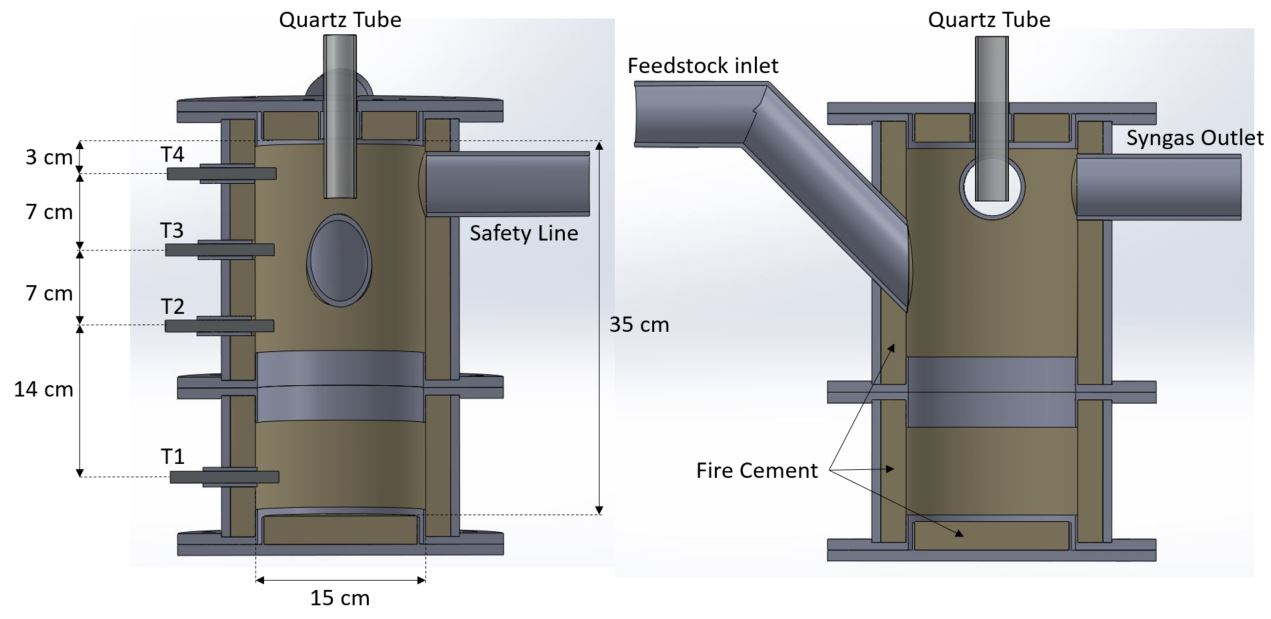 Quartz Tube
3 cm
T4
7 cm
T3
Safety Line
7 cm
T2
35 cm
14 cm
T1
15 cm
Quartz Tube
Feedstock inlet
Syngas Outlet
Fire Cement